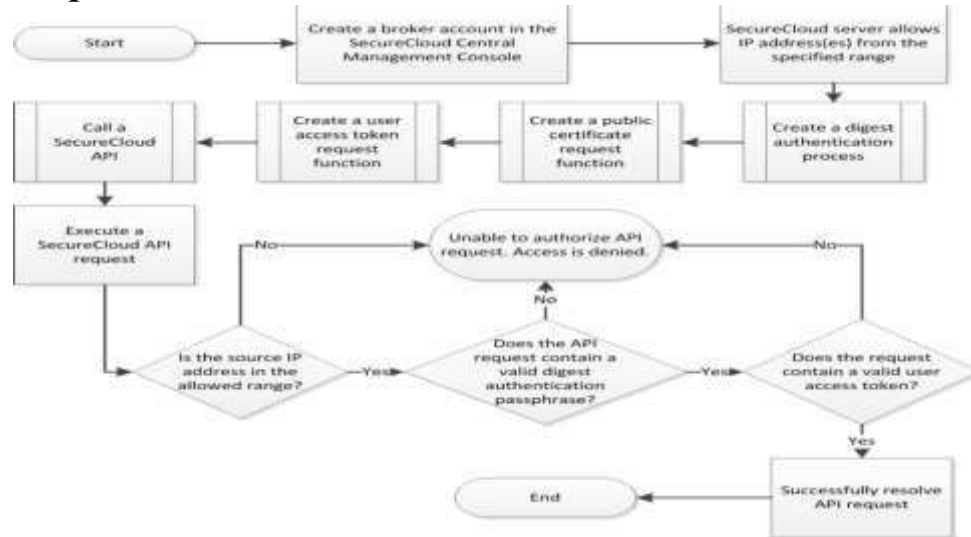 Start
Create a broker account in the
SecureCloud Central
Management Console
SecureCloud server allows
IP address(es) from the
specified range
Call a
SecureCloud
API
Create a user
access token
request
function
Create a public
certificate
request
function
Create a digest
authentication
process
Execute a
SecureCloud API
request
No
Unable to authorize API
request. Access is denied.
No
No
Is the source IP
address in the
allowed range?
Yes
Does the API
request contain a
valid digest
authentication
passphrase?
Yes
Does the request
contain a valid user
access token?
Yes
End
Successfully resolve
API request